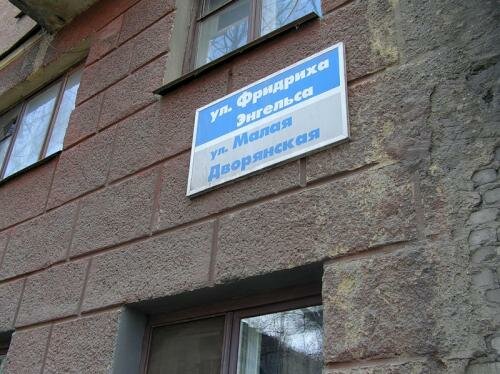 ул. Фридриха
Энгельса
ул. Малая
Дворянская